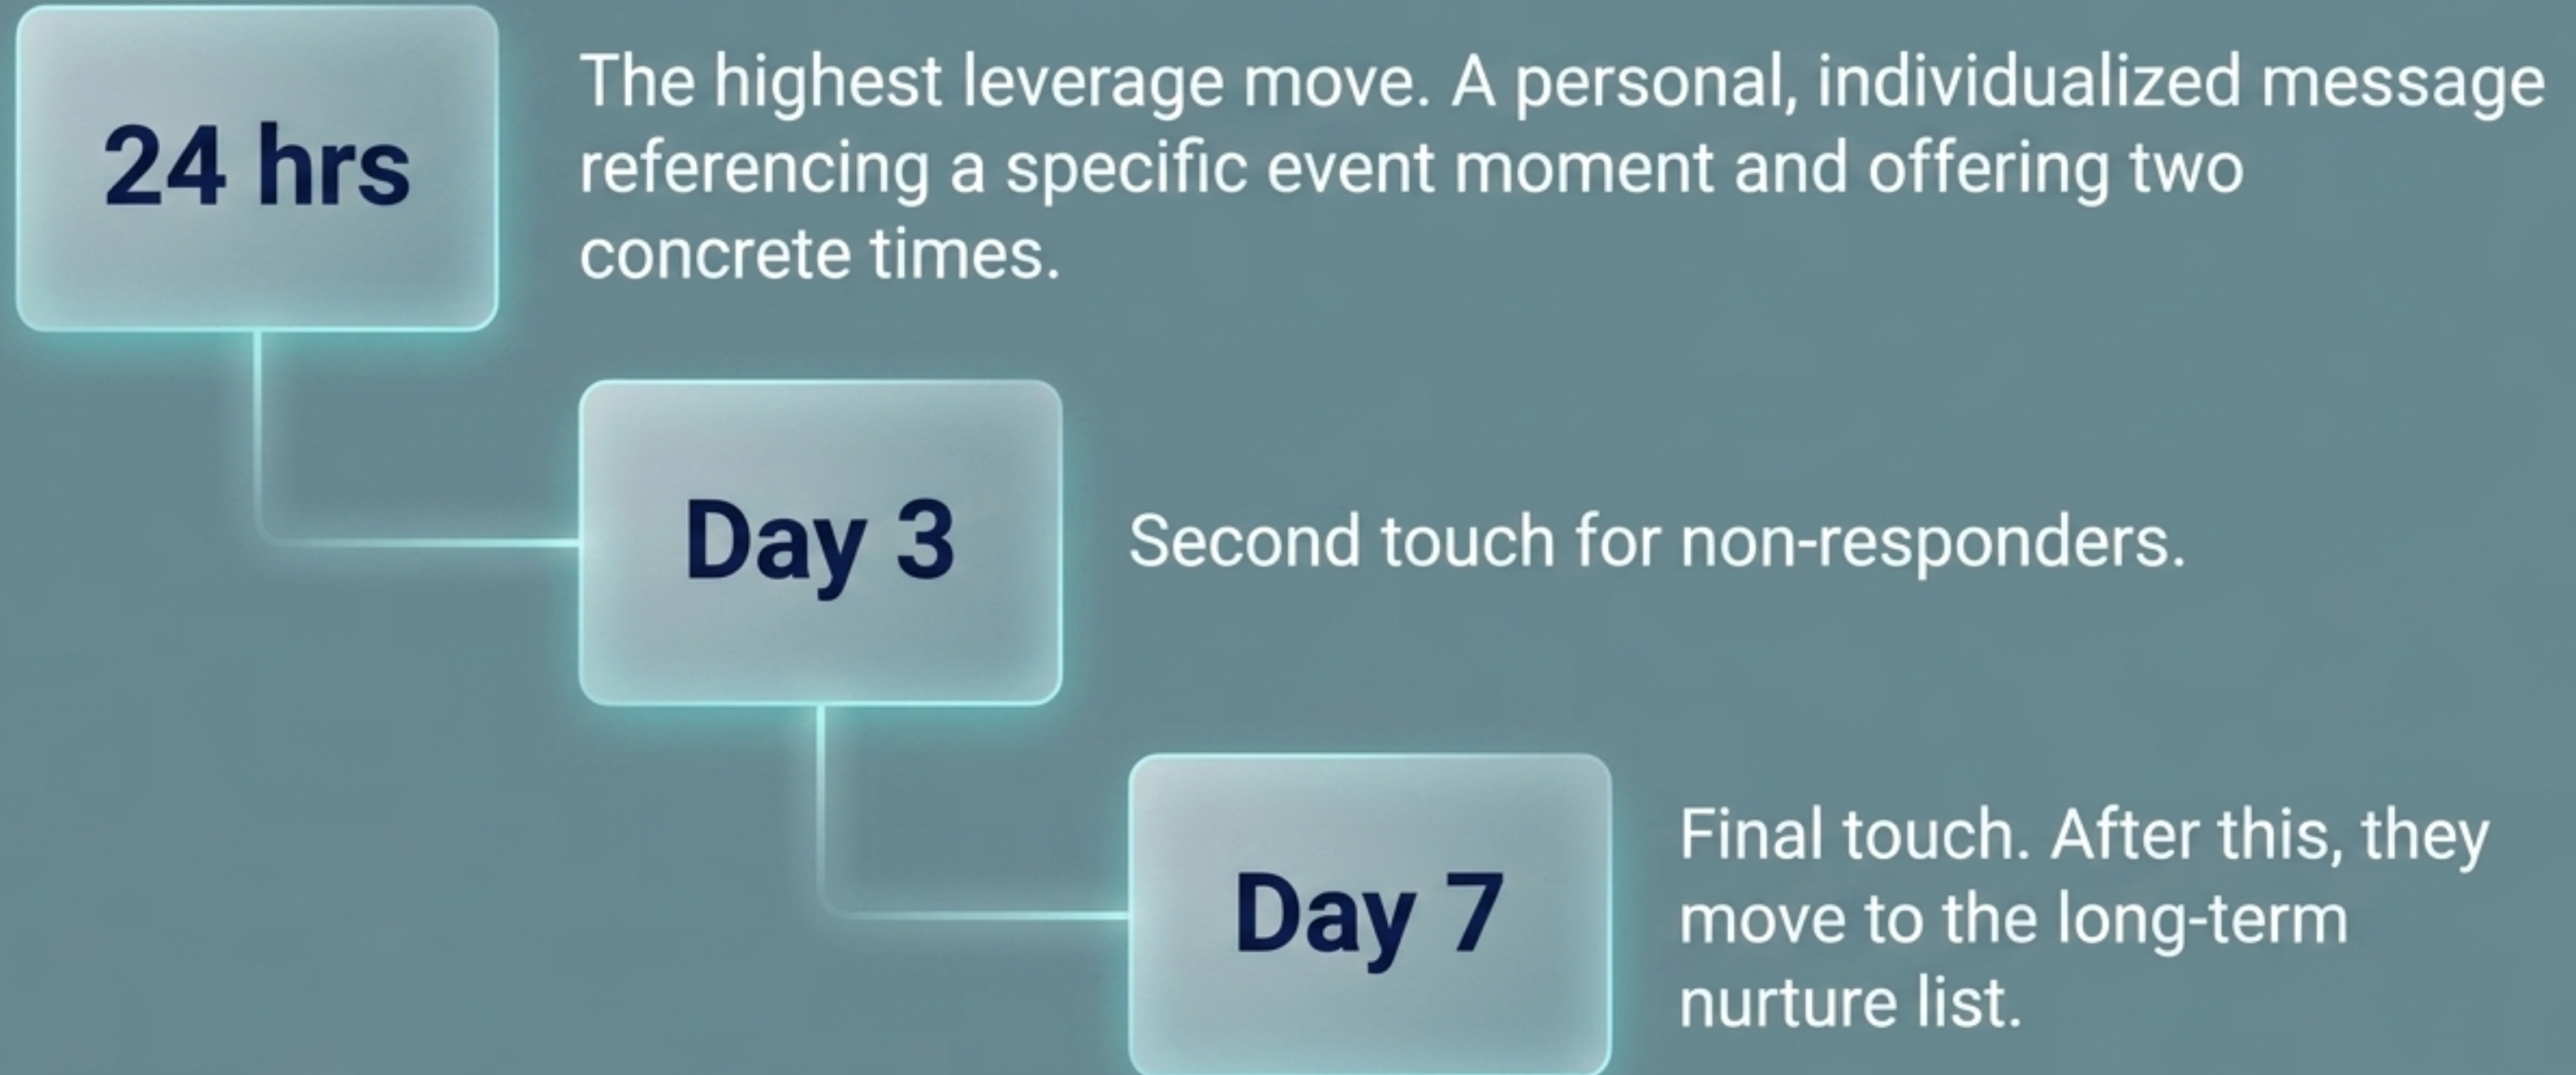 24 hrs
The highest leverage move. A personal, individualized message
referencing a specific event moment and offering two
concrete times.
Day 3
Second touch for non-responders.
Day 7
Final touch. After this, they
move to the long-term
nurture list.